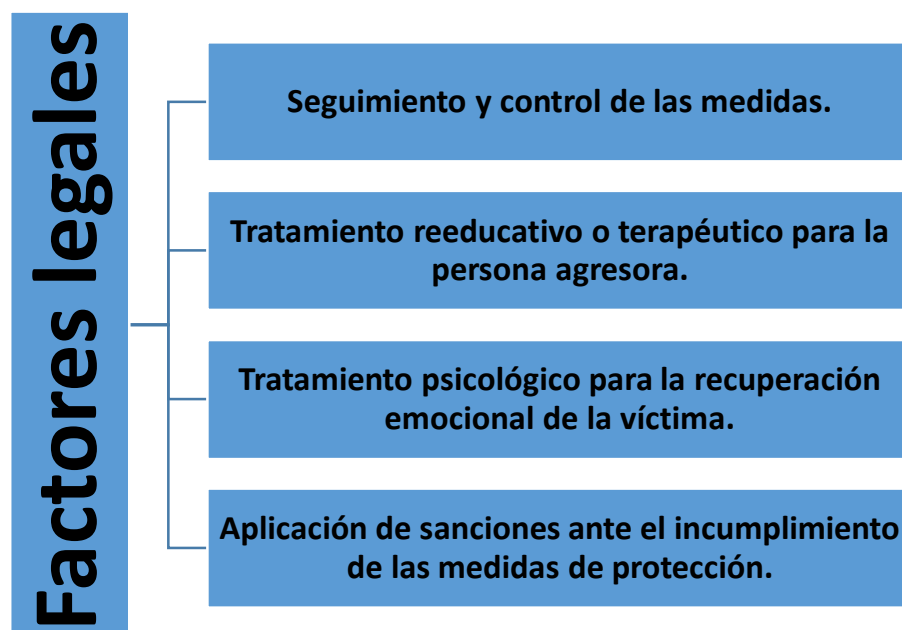 Factores legales
Seguimiento y control de las medidas.
Tratamiento reeducativo o terapéutico para la
persona agresora.
Tratamiento psicológico para la recuperación
emocional de la víctima.
Aplicación de sanciones ante el incumplimiento
de las medidas de protección.